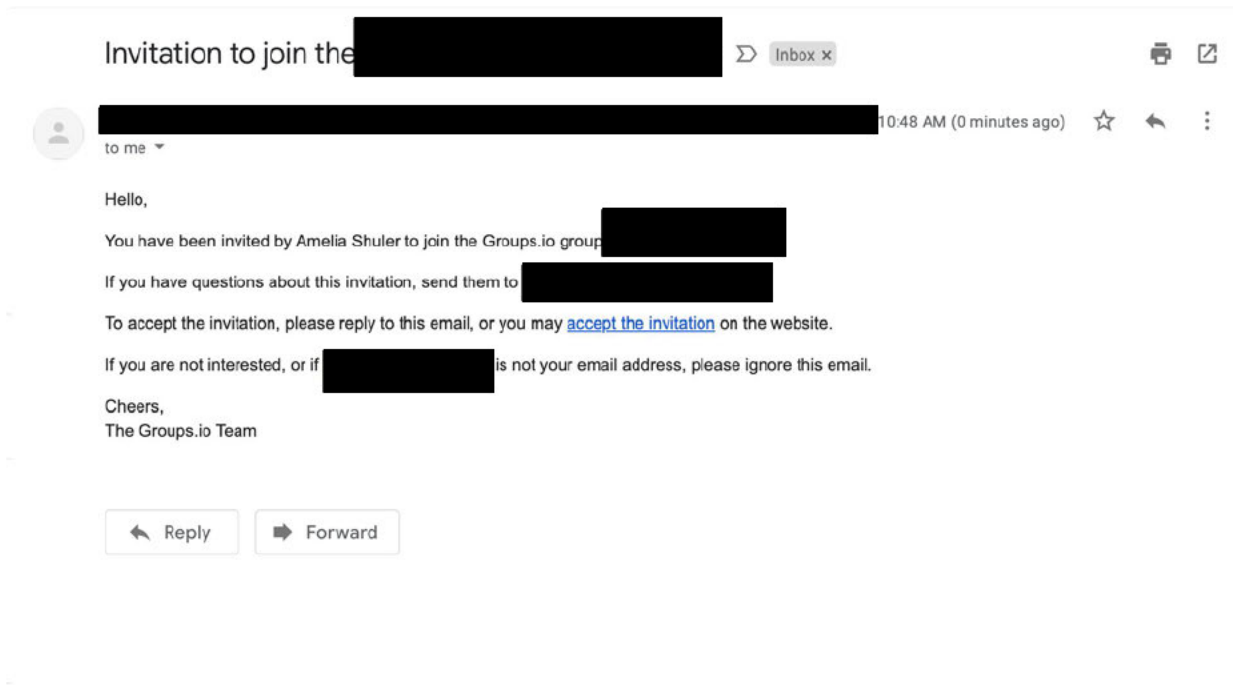 Invitation to join the
Inbox x
10:48 AM (0 minutes ago)
to me
Hello,
You have been invited by Amelia Shuler to join the Groups.io group
If you have questions about this invitation, send them to
To accept the invitation, please reply to this email, or you may accept the invitation on the website.
If you are not interested, or if is not your email address, please ignore this email.
Cheers,
The Groups.io Team
Reply
Forward